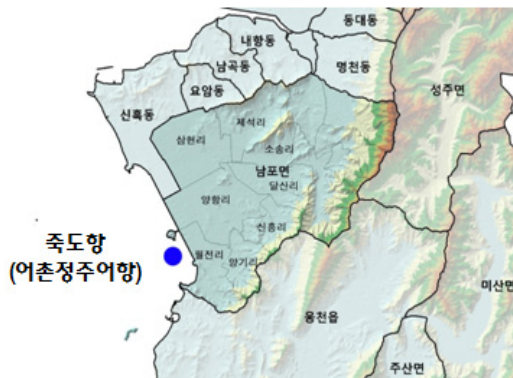 동대동
내항동
남곡동
명천동
성주면
요암동
신흑동
제석리
삼현리
소송리
남포면
달산리
양항리
신흥리
죽도항
(어촌정주어항)
월전리
양기리
미산면
웅천읍
주산면